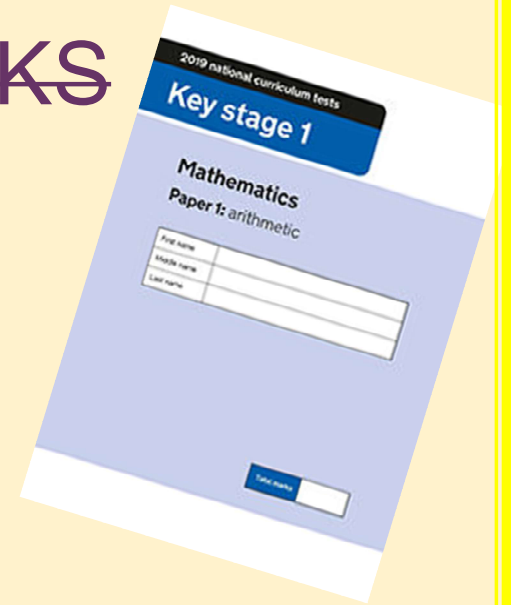 KS
2019 national curriculum tests
Key stage 1
Mathematics
Paper 1: arithmetic
First name
Middle name
Last name
Total marks